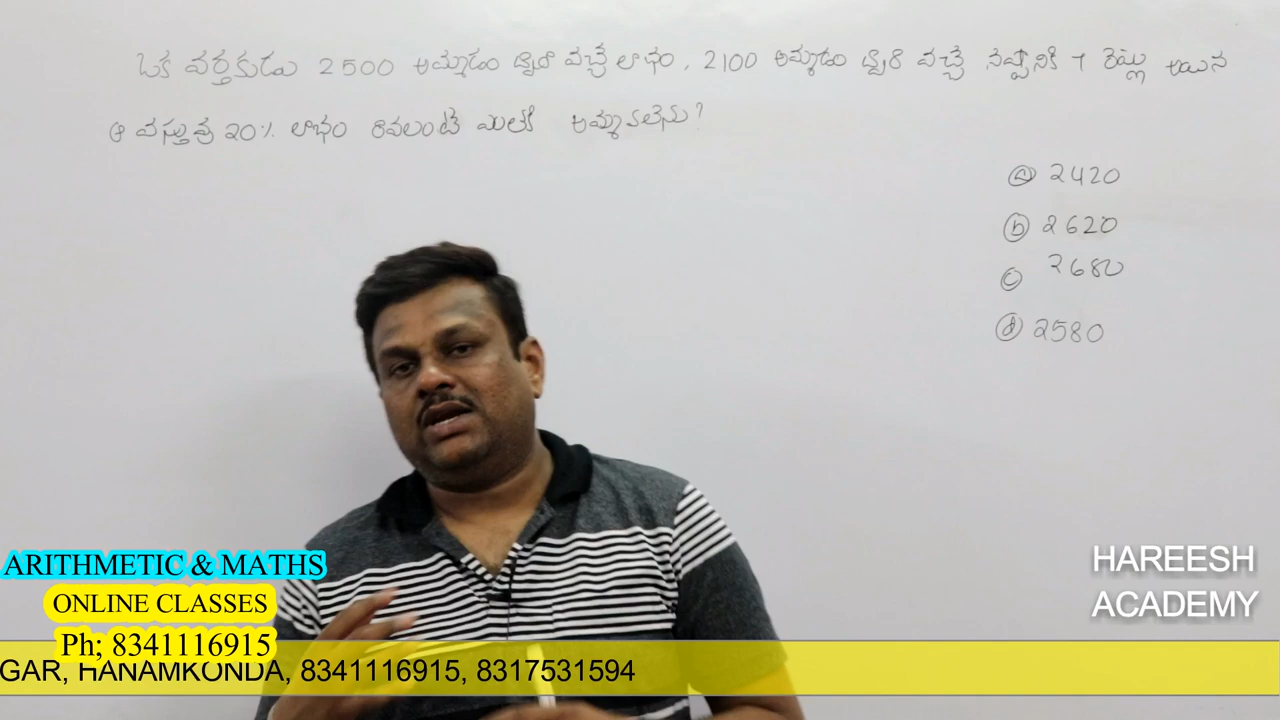 ఒక వర్తకుడు 2500 అమ్మడం ద్వారా వచ్చే లాభం, 2100 అమ్మడం ద్వారా వచ్చే నష్టానికి 7 రెట్లు అయిన
ఆ వస్తువు 20% లాభం రావలంటే ఎంతకి అమ్మవలెను?
a 2420
b 2620
c 2680
d 2580
ARITHMETIC & MATHS
ONLINE CLASSES
Ph; 8341116915
GAR, HANAMKONDA, 8341116915, 8317531594
HAREESH
ACADEMY